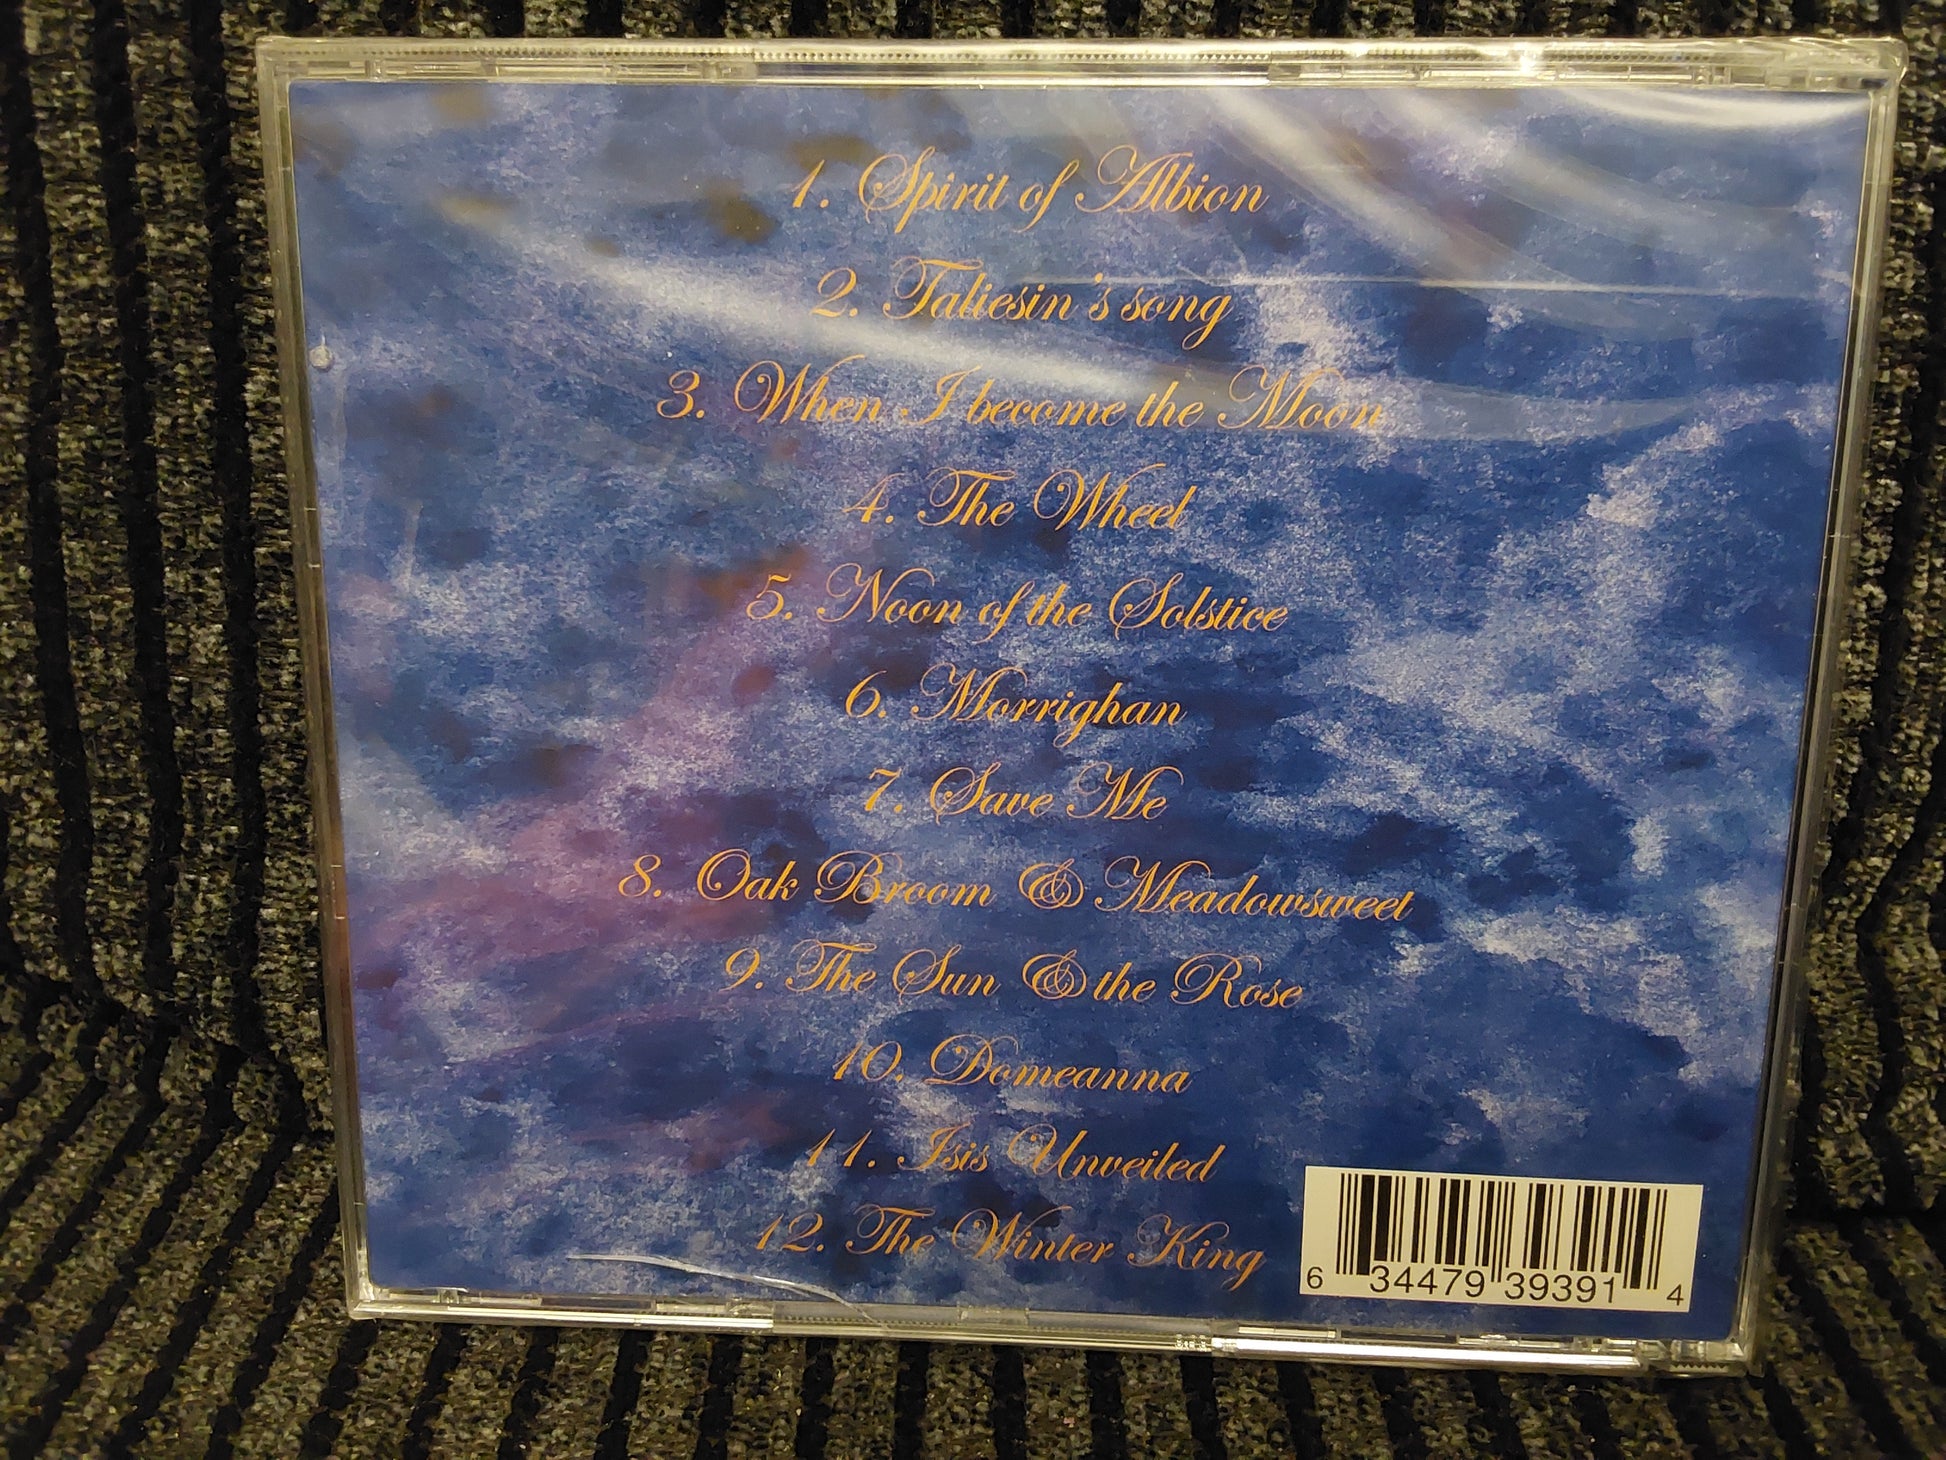 1. Spirit of Albion
2. Taliesin's song
3. When I become the Moon
4. The Wheel
5. Noon of the Solstice
6. Morrighan
7. Save Me
8. Oak Broom & Meadowsweet
9. The Sun & the Rose
10. Domeanna
11. Isis Unveiled
12. The Winter King
6 34479 39391 4